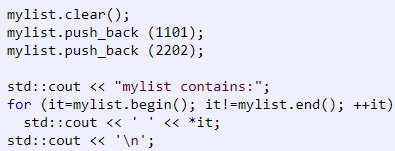 mylist.clear();
mylist.push_back (1101);
mylist.push_back (2202);

std::cout << "mylist contains:";
for (it=mylist.begin(); it!=mylist.end(); ++it)
  std::cout << ' ' << *it;
std::cout << '\n';